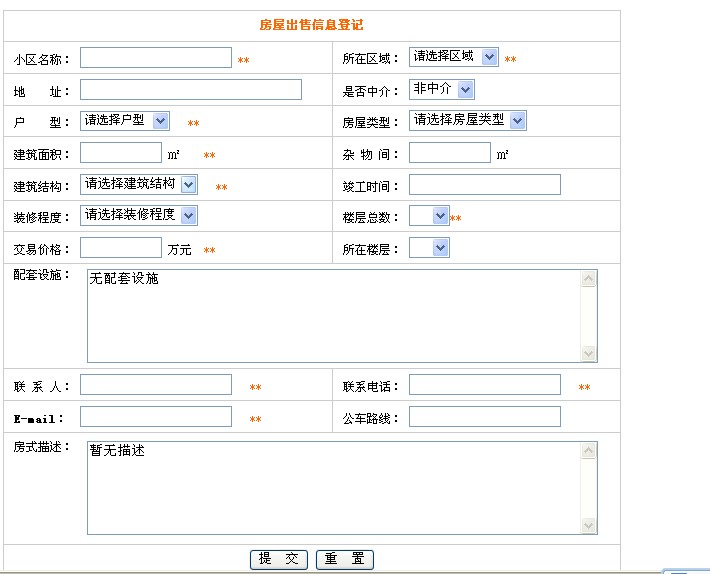 房屋出售信息登记
小区名称： ** 所在区域： 请选择区域 **
地 址： 是否中介： 非中介
户 型： 请选择户型 ** 房屋类型： 请选择房屋类型
建筑面积： ㎡ ** 杂 物 间： ㎡
建筑结构： 请选择建筑结构 ** 竣工时间：
装修程度： 请选择装修程度 楼层总数： **
交易价格： 万元 ** 所在楼层：
配套设施： 无配套设施
联 系 人： ** 联系电话： **
E-mail： ** 公车路线：
房式描述： 暂无描述
提 交 重 置